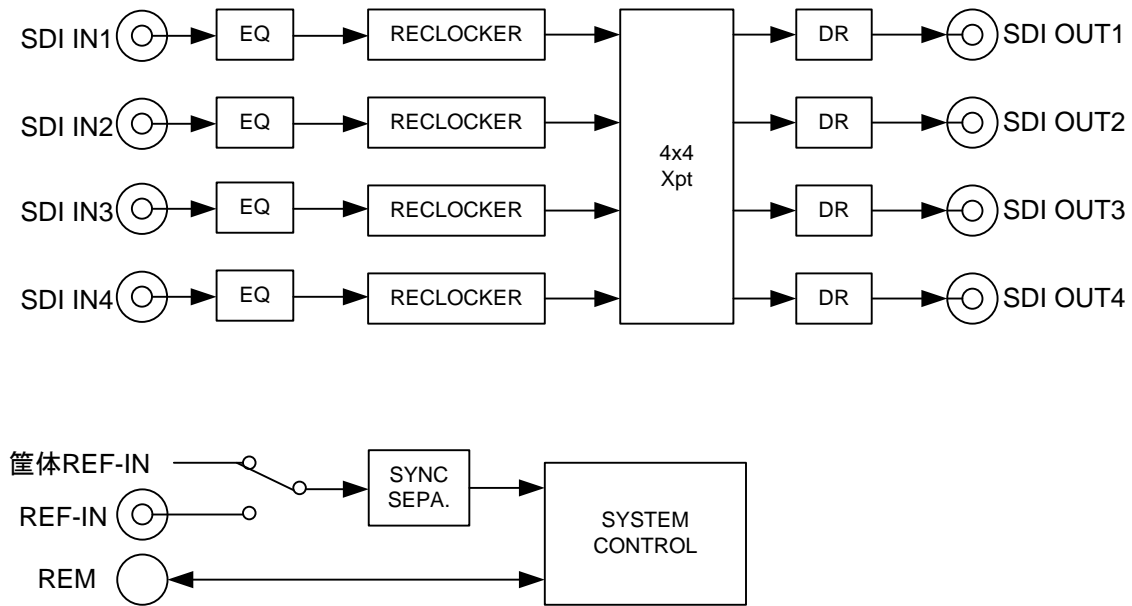 SDI IN1 EQ RECLOCKER DR SDI OUT1
SDI IN2 EQ RECLOCKER DR SDI OUT2
4x4
Xpt
SDI IN3 EQ RECLOCKER DR SDI OUT3
SDI IN4 EQ RECLOCKER DR SDI OUT4
筐体REF-IN
SYNC
SEPA.
REF-IN
SYSTEM
CONTROL
REM